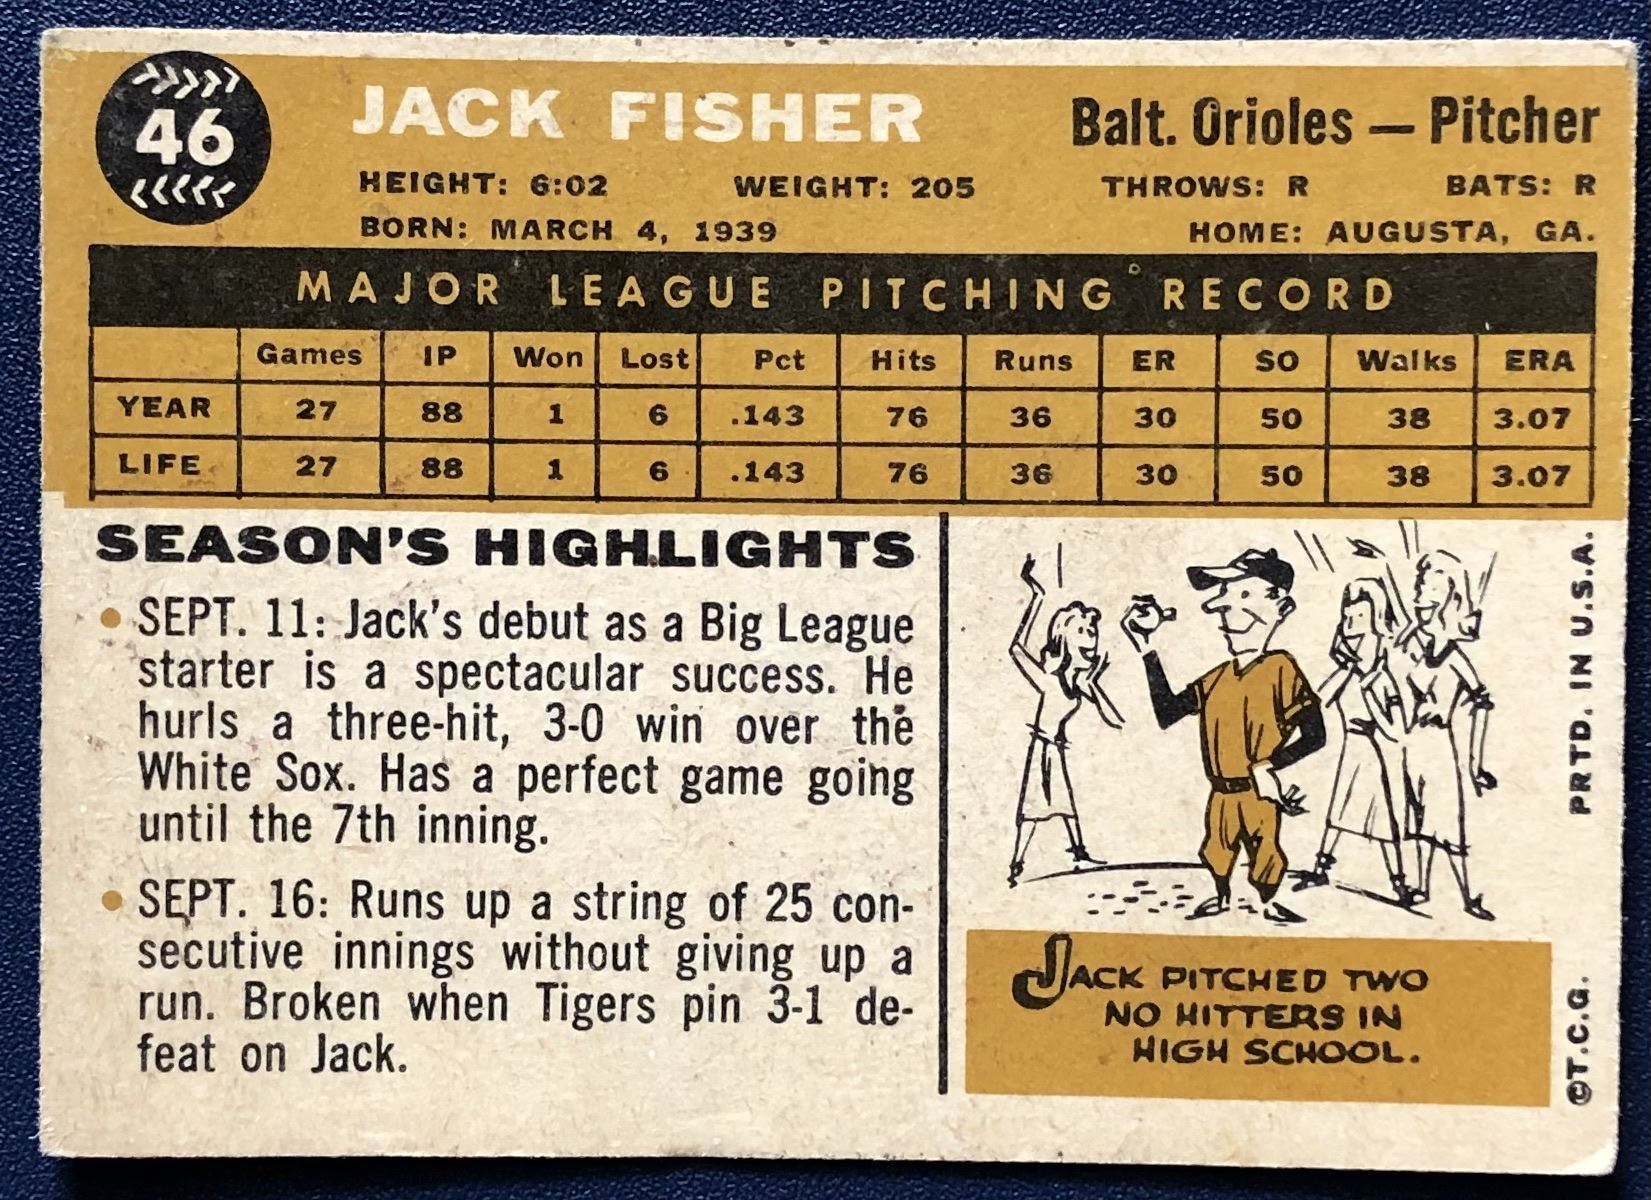 46
JACK FISHER
Balt. Orioles — Pitcher
HEIGHT: 6:02 WEIGHT: 205 THROWS: R BATS: R
BORN: MARCH 4, 1939 HOME: AUGUSTA, GA.
MAJOR LEAGUE PITCHING RECORD
Games IP Won Lost Pct Hits Runs ER SO Walks ERA
YEAR 27 88 1 6 .143 76 36 30 50 38 3.07
LIFE 27 88 1 6 .143 76 36 30 50 38 3.07
SEASON'S HIGHLIGHTS
• SEPT. 11: Jack's debut as a Big League
starter is a spectacular success. He
hurls a three-hit, 3-0 win over the
White Sox. Has a perfect game going
until the 7th inning.
• SEPT. 16: Runs up a string of 25 con-
secutive innings without giving up a
run. Broken when Tigers pin 3-1 de-
feat on Jack.
JACK PITCHED TWO
NO HITTERS IN
HIGH SCHOOL.
©T.C.G. PRTD. IN U.S.A.